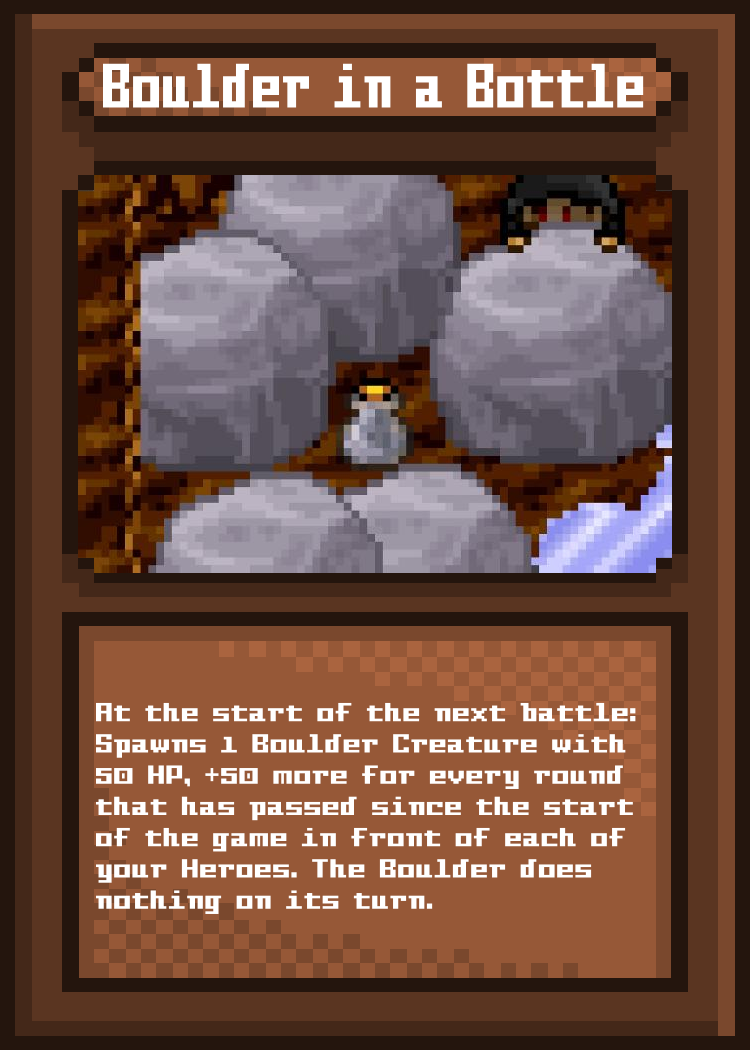 Boulder in a Bottle
At the start of the next battle:
Spawns 1 Boulder Creature with
50 HP, +50 more for every round
that has passed since the start
of the game in front of each of
your Heroes. The Boulder does
nothing on its turn.